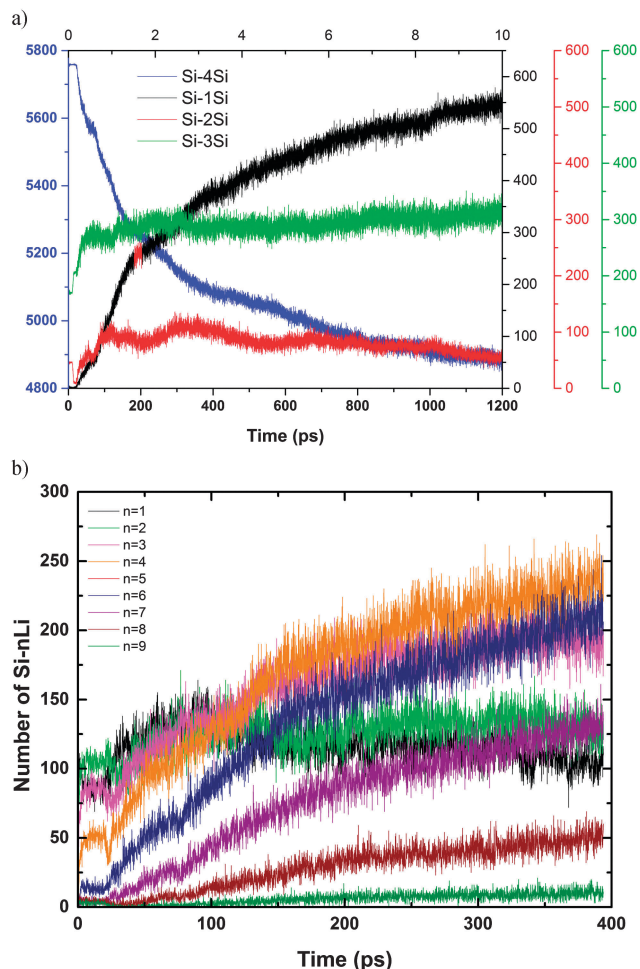 a)
0 2 4 6 8 10
5800 600 600 600
Si-4Si
Si-1Si
Si-2Si
Si-3Si
5600 500 500 500
5400 400 400 400
300 300 300
5200 200 200 200
5000 100 100 100
4800 0 0 0
0 200 400 600 800 1000 1200
Time (ps)
b)
300
n=1
n=2
n=3
n=4
n=5
n=6
n=7
n=8
n=9
250
200
150
100
50
25
0
Number of Si-nLi
0 100 200 300 400
Time (ps)